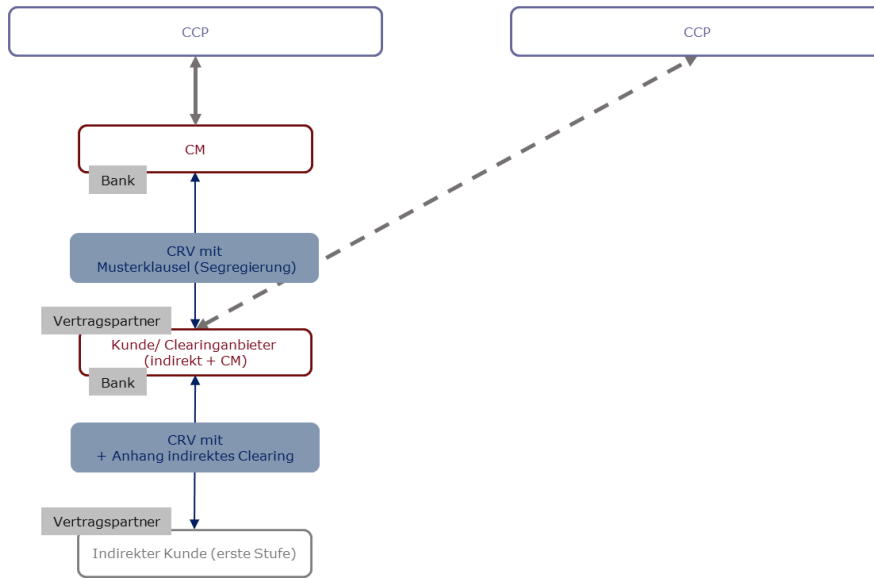 CCP
CCP
CM
Bank
CRV mit
Musterklausel (Segregierung)
Vertragspartner
Kunde/ Clearinganbieter
(indirekt + CM)
Bank
CRV mit
+ Anhang indirektes Clearing
Vertragspartner
Indirekter Kunde (erste Stufe)